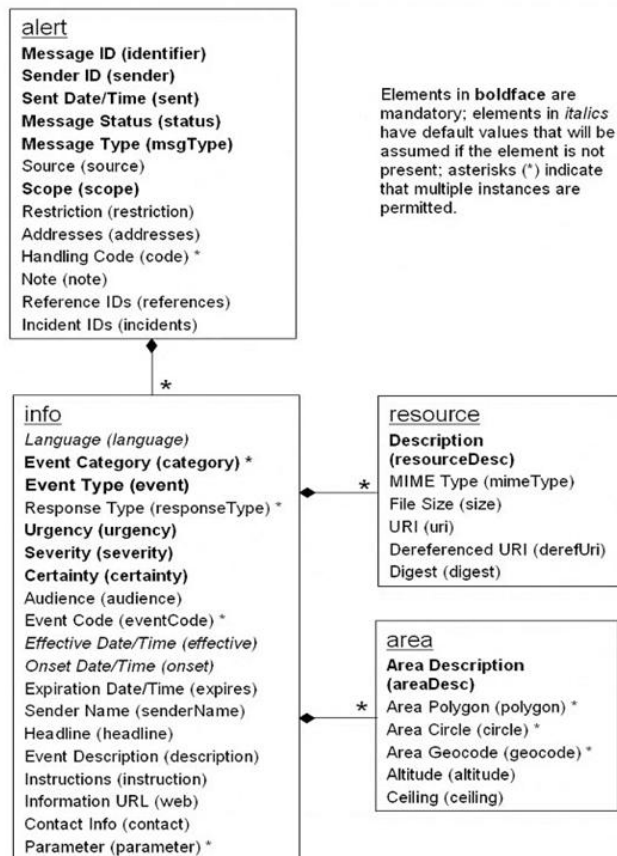 alert
Message ID (identifier)
Sender ID (sender)
Sent Date/Time (sent)
Message Status (status)
Message Type (msgType)
Source (source)
Scope (scope)
Restriction (restriction)
Addresses (addresses)
Handling Code (code) *
Note (note)
Reference IDs (references)
Incident IDs (incidents)
Elements in boldface are
mandatory; elements in italics
have default values that will be
assumed if the element is not
present; asterisks (*) indicate
that multiple instances are
permitted.
*
info
Language (language)
Event Category (category) *
Event Type (event)
Response Type (responseType) *
Urgency (urgency)
Severity (severity)
Certainty (certainty)
Audience (audience)
Event Code (eventCode) *
Effective Date/Time (effective)
Onset Date/Time (onset)
Expiration Date/Time (expires)
Sender Name (senderName)
Headline (headline)
Event Description (description)
Instructions (instruction)
Information URL (web)
Contact Info (contact)
Parameter (parameter) *
*
resource
Description
(resourceDesc)
MIME Type (mimeType)
File Size (size)
URI (uri)
Dereferenced URI (derefUri)
Digest (digest)
*
area
Area Description
(areaDesc)
Area Polygon (polygon) *
Area Circle (circle) *
Area Geocode (geocode) *
Altitude (altitude)
Ceiling (ceiling)